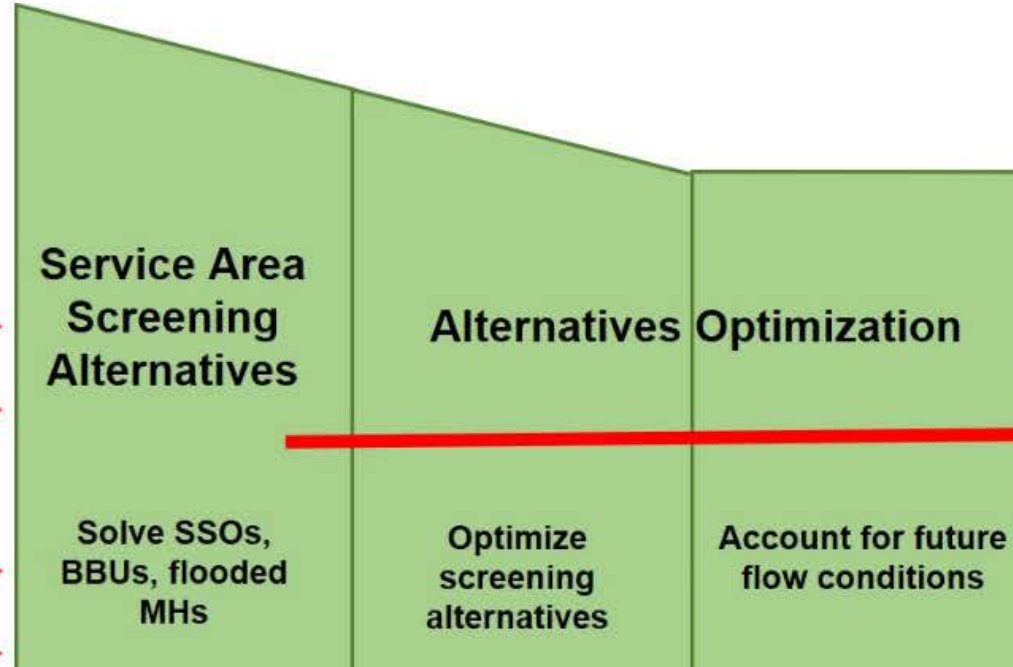 Service Area
Screening
Alternatives
Alternatives Optimization
Solve SSOs,
BBUs, flooded
MHs
Optimize
screening
alternatives
Account for future
flow conditions